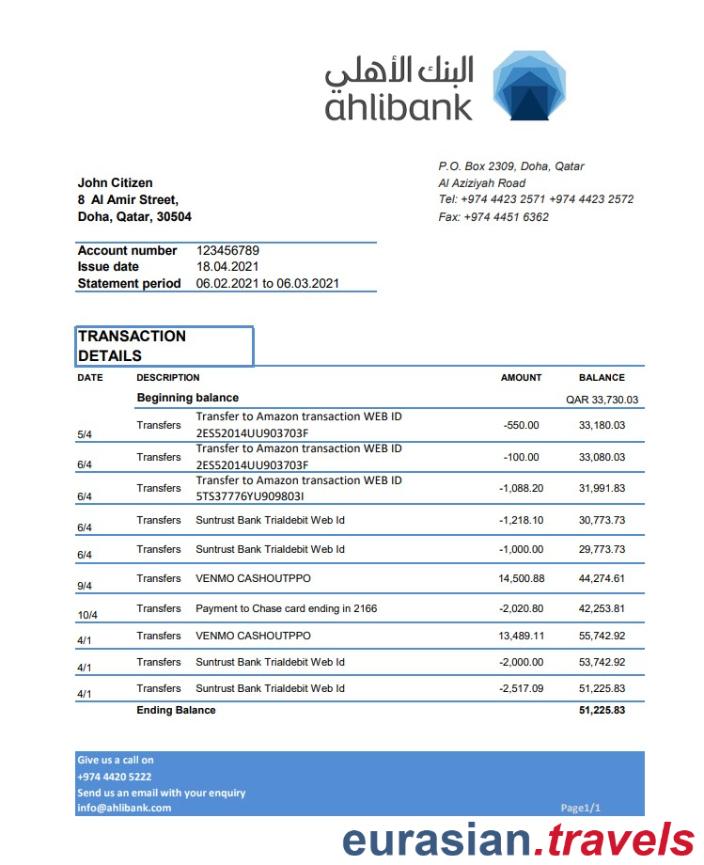 البنك الأهلي
ahlibank
P.O. Box 2309, Doha, Qatar
Al Aziziyah Road
Tel: +974 4423 2571 +974 4423 2572
Fax: +974 4451 6362
John Citizen
8 Al Amir Street,
Doha, Qatar, 30504
Account number 123456789
Issue date 18.04.2021
Statement period 06.02.2021 to 06.03.2021
TRANSACTION
DETAILS
DATE DESCRIPTION AMOUNT BALANCE
Beginning balance QAR 33,730.03
5/4 Transfers Transfer to Amazon transaction WEB ID -550.00 33,180.03
2ES52014UU903703F
6/4 Transfers Transfer to Amazon transaction WEB ID -100.00 33,080.03
2ES52014UU903703F
6/4 Transfers Transfer to Amazon transaction WEB ID -1,088.20 31,991.83
5TS37776YU909803I
6/4 Transfers Suntrust Bank Trialdebit Web Id -1,218.10 30,773.73
6/4 Transfers Suntrust Bank Trialdebit Web Id -1,000.00 29,773.73
9/4 Transfers VENMO CASHOUTPPO 14,500.88 44,274.61
10/4 Transfers Payment to Chase card ending in 2166 -2,020.80 42,253.81
4/1 Transfers VENMO CASHOUTPPO 13,489.11 55,742.92
4/1 Transfers Suntrust Bank Trialdebit Web Id -2,000.00 53,742.92
4/1 Transfers Suntrust Bank Trialdebit Web Id -2,517.09 51,225.83
Ending Balance 51,225.83
Give us a call on
+974 4420 5222
Send us an email with your enquiry
info@ahlibank.com Page1/1
eurasian.travels